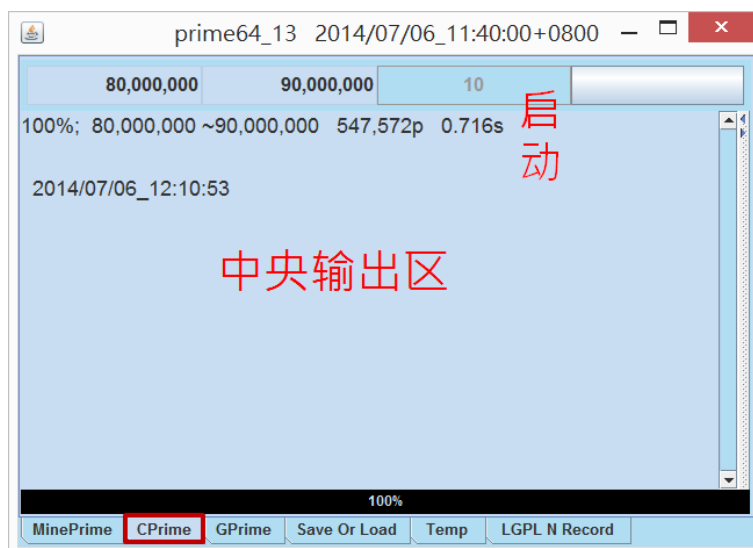 prime64_13 2014/07/06_11:40:00+0800
80,000,000 90,000,000 10
启动
100%; 80,000,000 ~90,000,000 547,572p 0.716s
2014/07/06_12:10:53
中央输出区
100%
MinePrime CPrime GPrime Save Or Load Temp LGPL N Record